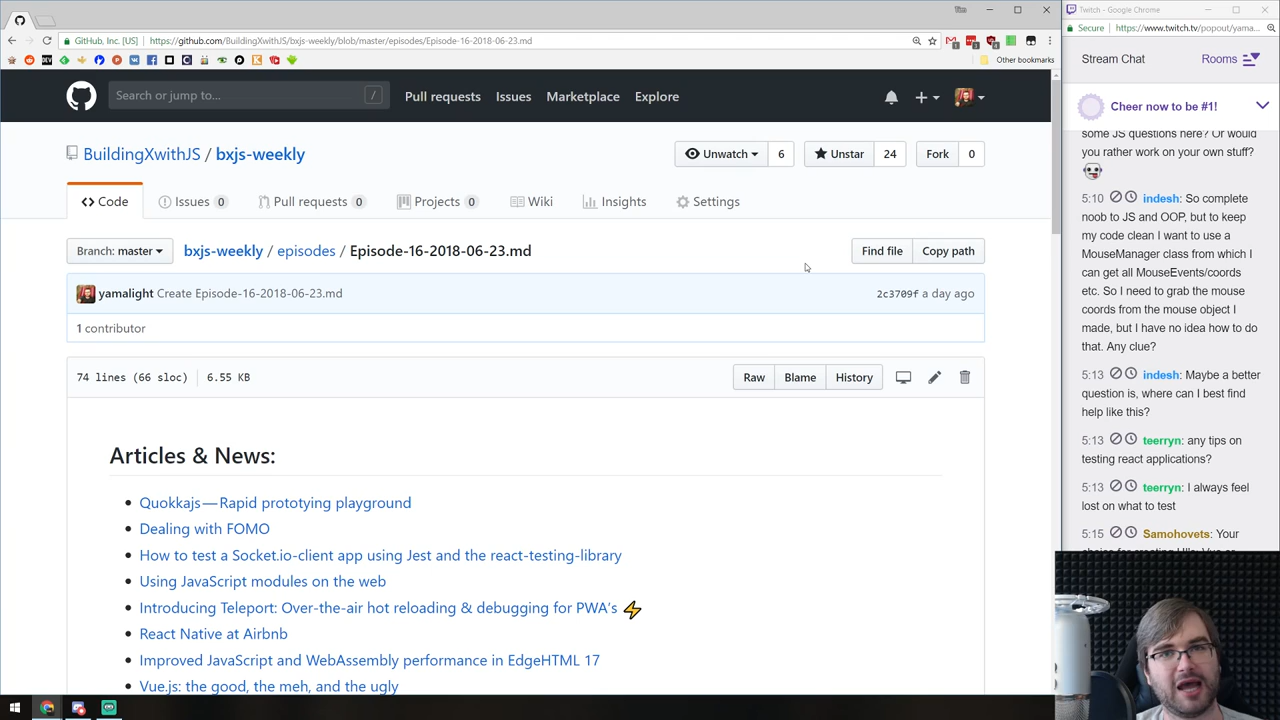 Tim
Twitch - Google Chrome
GitHub, Inc. [US]
https://github.com/BuildingXwithJS/bxjs-weekly/blob/master/episodes/Episode-16-2018-06-23.md
Secure
https://www.twitch.tv/popout/yama...
Other bookmarks
Search or jump to...
/
Pull requests
Issues
Marketplace
Explore
BuildingXwithJS / bxjs-weekly
Unwatch
6
Unstar
24
Fork
0
Code
Issues 0
Pull requests 0
Projects 0
Wiki
Insights
Settings
Branch: master
bxjs-weekly / episodes / Episode-16-2018-06-23.md
Find file
Copy path
yamalight Create Episode-16-2018-06-23.md
2c3709f a day ago
1 contributor
74 lines (66 sloc)
6.55 KB
Raw
Blame
History
Articles & News:
Quokkajs — Rapid prototying playground
Dealing with FOMO
How to test a Socket.io-client app using Jest and the react-testing-library
Using JavaScript modules on the web
Introducing Teleport: Over-the-air hot reloading & debugging for PWA's
React Native at Airbnb
Improved JavaScript and WebAssembly performance in EdgeHTML 17
Vue.js: the good, the meh, and the ugly
Stream Chat
Rooms
Cheer now to be #1!
some JS questions here? Or would
you rather work on your own stuff?
5:10 indesh: So complete
noob to JS and OOP, but to keep
my code clean I want to use a
MouseManager class from which I
can get all MouseEvents/coords
etc. So I need to grab the mouse
coords from the mouse object I
made, but I have no idea how to do
that. Any clue?
5:13 indesh: Maybe a better
question is, where can I best find
help like this?
5:13 teerryn: any tips on
testing react applications?
5:13 teerryn: I always feel
lost on what to test
5:15 Samohovets: Your